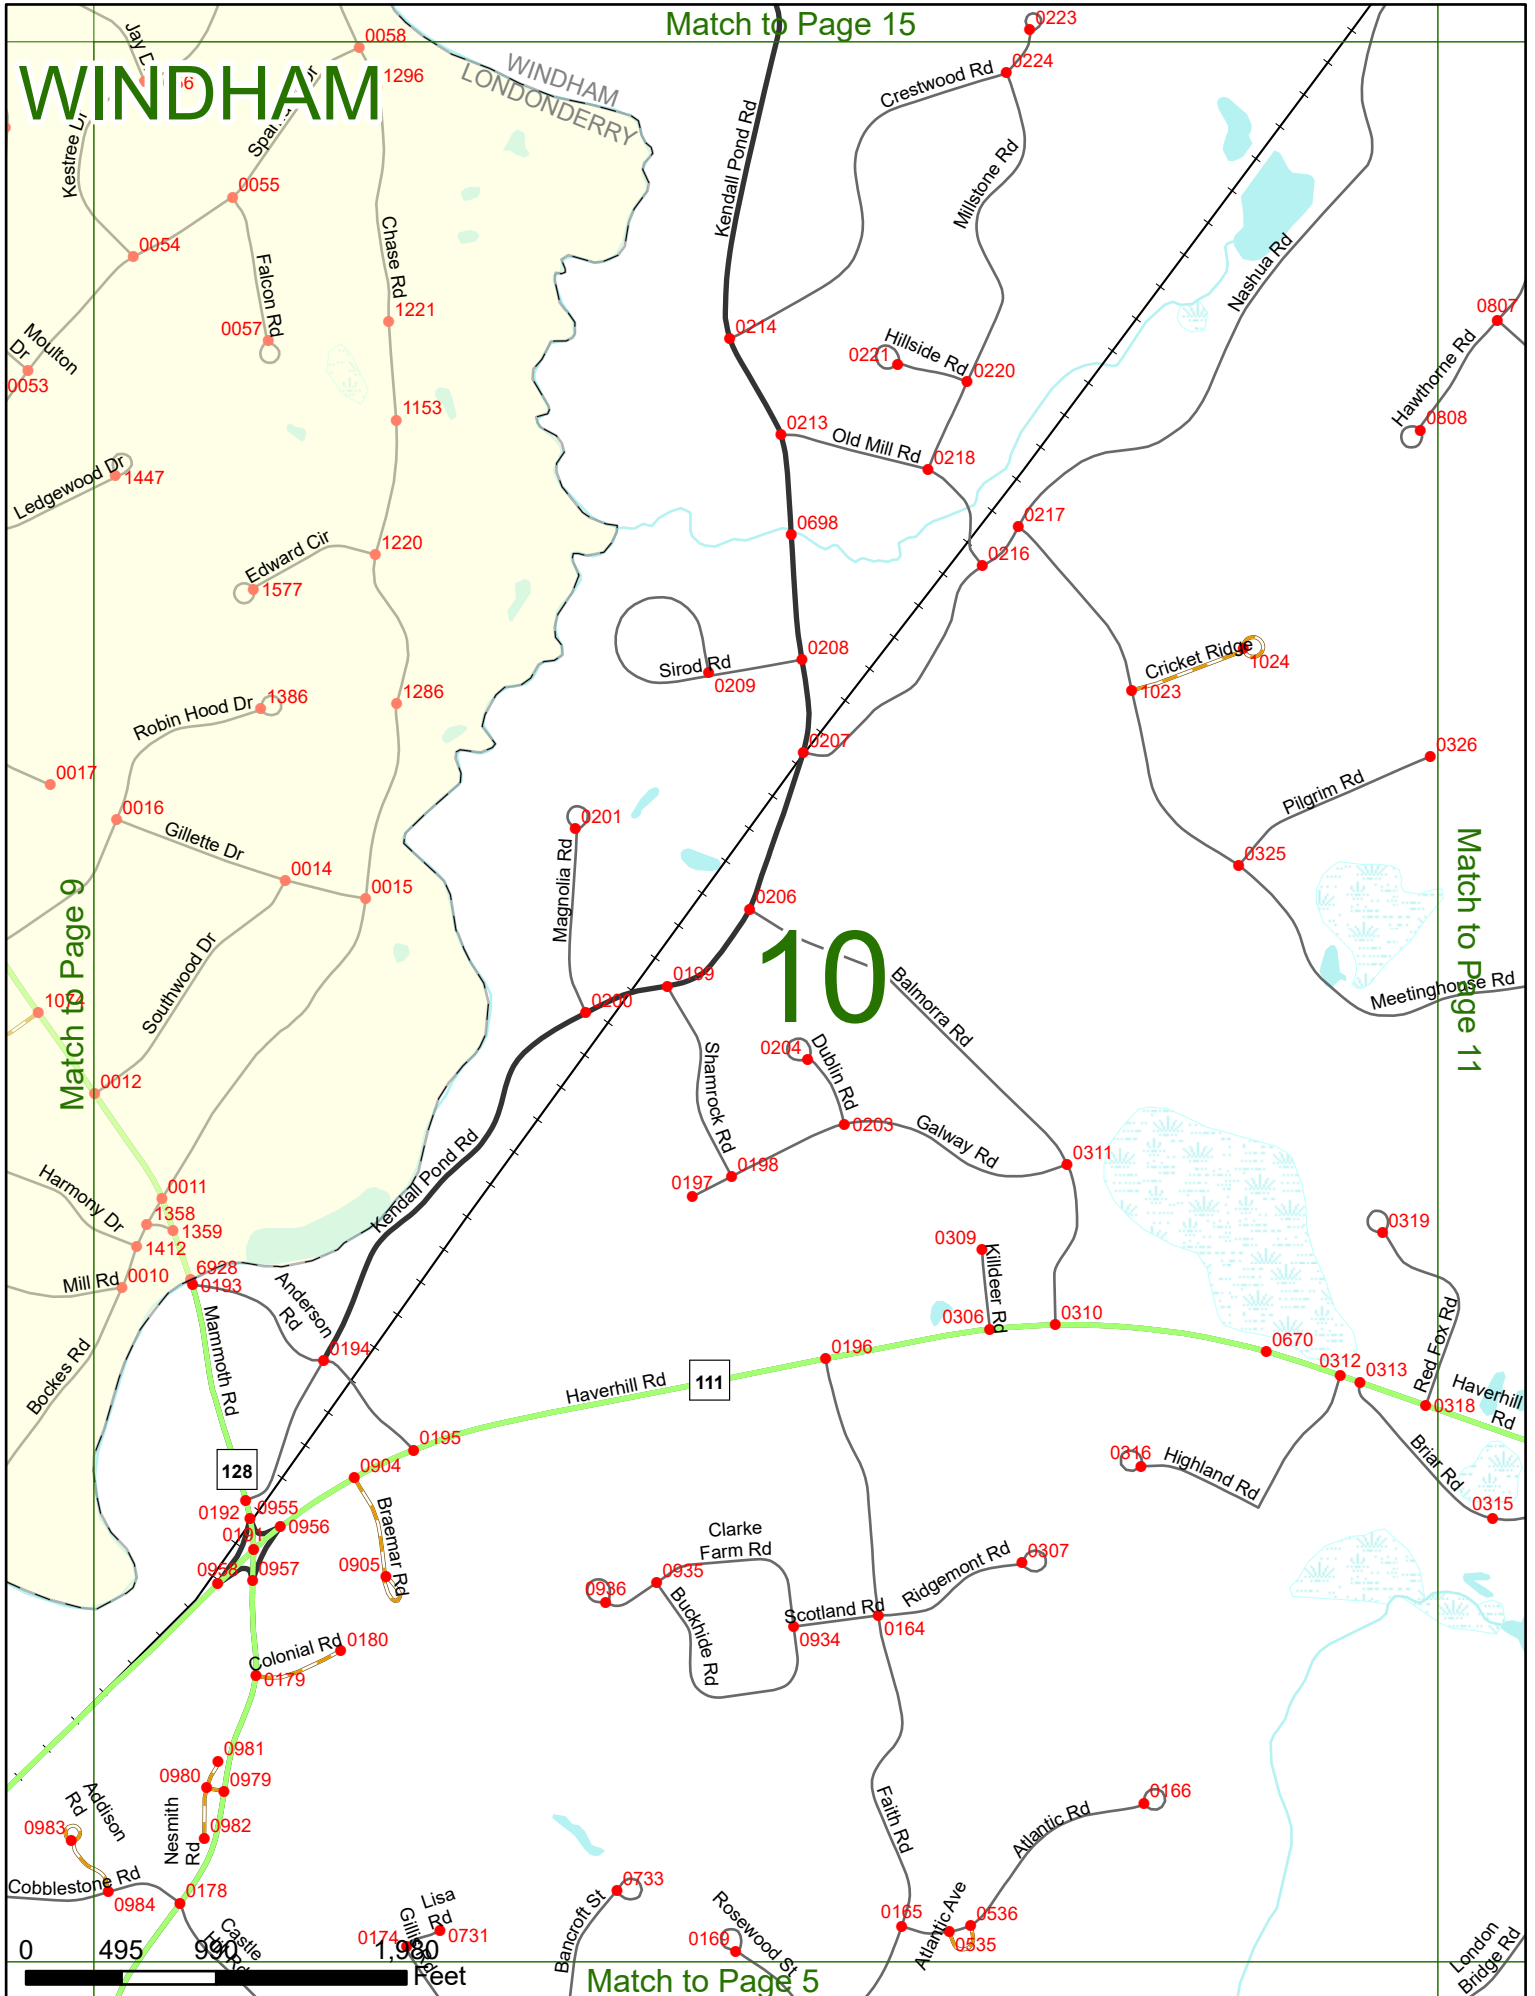 Match to Page 15
WINDHAM
WINDHAM
LONDONDERRY
0058
1296
0223
0224
Crestwood Rd
Kendall Pond Rd
Millstone Rd
Kestree Dr
0055
0054
Falcon Rd
Chase Rd
0057
1221
Moulton
Dr
0053
0214
Hillside Rd
0221
0220
Nashua Rd
0807
Hawthorne Rd
0808
1153
0213
Old Mill Rd
0218
Ledgewood Dr
1447
0698
0217
0216
Edward Cir
1577
1220
0208
Sirod Rd
0209
Cricket Ridge
1024
1023
Robin Hood Dr
1386
1286
0207
0326
Pilgrim Rd
0325
0017
0016
Gillette Dr
0014
0015
0201
Magnolia Rd
0206
10
Match to Page 9
Match to Page 11
Southwood Dr
0199
0200
Balmorra Rd
Meetinghouse Rd
1074
0012
Shamrock Rd
0204
Dublin Rd
0203
Galway Rd
0311
0198
0197
Kendall Pond Rd
Harmony Dr
0011
1358
1359
1412
Mill Rd
0010
6928
0193
Anderson
Rd
0309
Killdeer Rd
0306
0310
0319
Red Fox Rd
Mammoth Rd
0194
Bockes Rd
0196
0670
0312
0313
0318
Haverhill
Rd
Haverhill Rd
111
0195
0904
128
0316
Highland Rd
Briar Rd
0315
0192
0955
0191
0956
0958
0957
Braemar Rd
0905
Clarke
Farm Rd
0935
0936
Buckhide Rd
Scotland Rd
0934
0164
Ridgemont Rd
0307
Colonial Rd
0180
0179
0981
0980
0979
0982
Nesmith
Rd
Addison
Rd
0983
Cobblestone Rd
0984
0178
Castle
Hill Rd
Faith Rd
Atlantic Rd
0166
0165
Atlantic Ave
0536
0535
Lisa
Rd
0731
0174
Gillis Rd
0733
Bancroft St
0169
Rosewood St
London
Bridge Rd
0
495
990
1,980
Feet
Match to Page 5